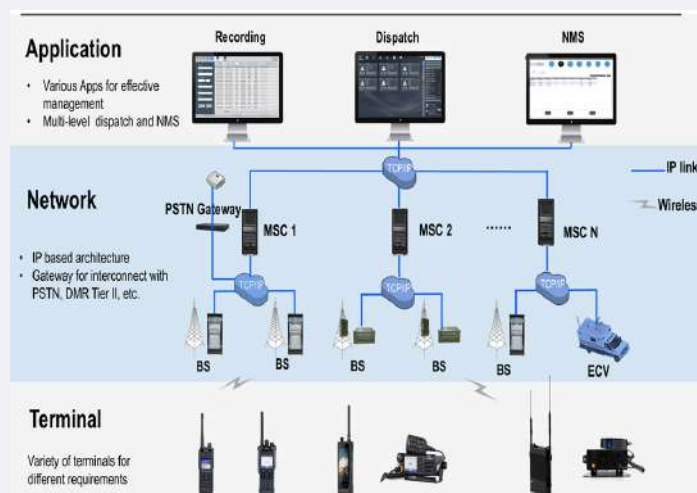 Recording
Dispatch
NMS
Application
• Various Apps for effective
management
• Multi-level dispatch and NMS
TCP/IP
IP link
Wireless
PSTN Gateway
Network
MSC 1
MSC 2
......
MSC N
• IP based architecture
• Gateway for interconnect with
PSTN, DMR Tier II, etc.
TCP/IP
TCP/IP
TCP/IP
BS
BS
BS
BS
BS
ECV
Terminal
Variety of terminals for
different requirements